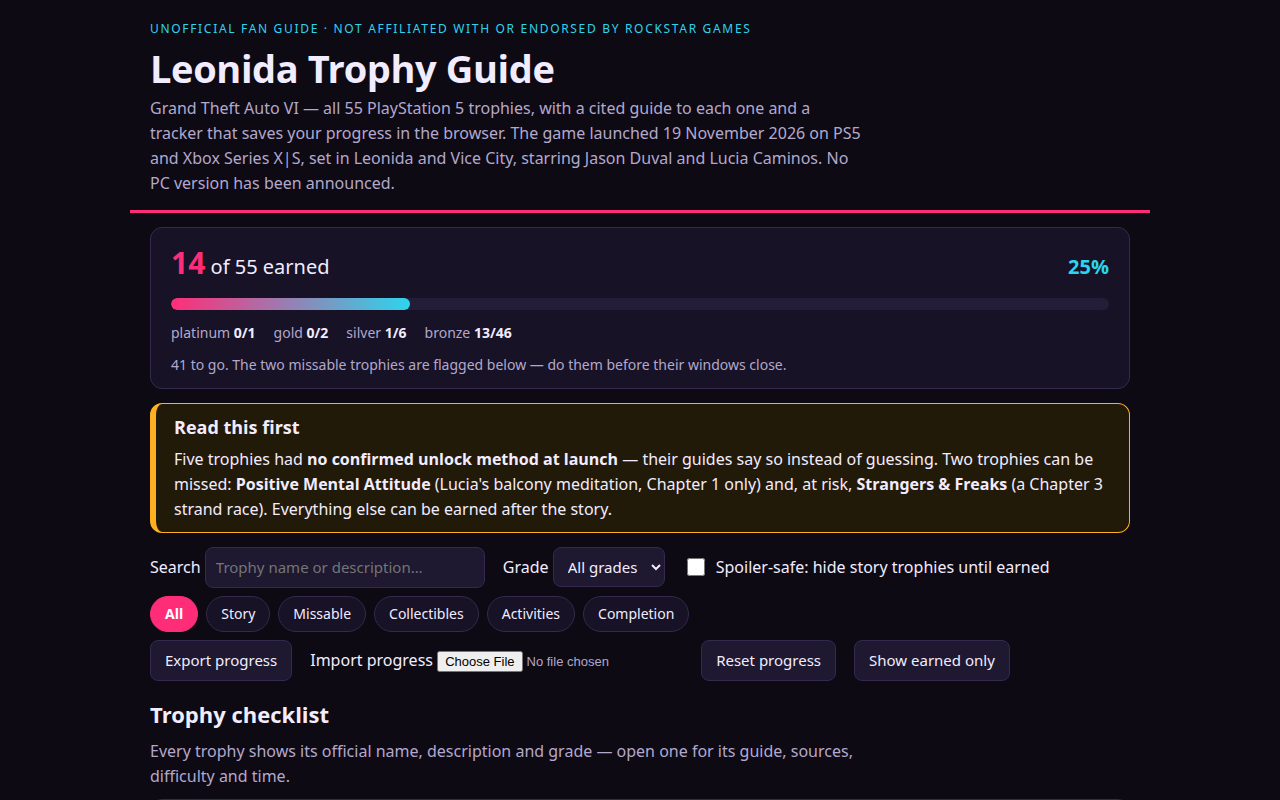 UNOFFICIAL FAN GUIDE · NOT AFFILIATED WITH OR ENDORSED BY ROCKSTAR GAMES
Leonida Trophy Guide
Grand Theft Auto VI — all 55 PlayStation 5 trophies, with a cited guide to each one and a
tracker that saves your progress in the browser. The game launched 19 November 2026 on PS5
and Xbox Series X|S, set in Leonida and Vice City, starring Jason Duval and Lucia Caminos. No
PC version has been announced.
14 of 55 earned 25%
platinum 0/1 gold 0/2 silver 1/6 bronze 13/46
41 to go. The two missable trophies are flagged below — do them before their windows close.
Read this first
Five trophies had no confirmed unlock method at launch — their guides say so instead of guessing. Two trophies can be
missed: Positive Mental Attitude (Lucia's balcony meditation, Chapter 1 only) and, at risk, Strangers & Freaks (a Chapter 3
strand race). Everything else can be earned after the story.
Search Trophy name or description... Grade All grades Spoiler-safe: hide story trophies until earned
All Story Missable Collectibles Activities Completion
Export progress Import progress Choose File No file chosen Reset progress Show earned only
Trophy checklist
Every trophy shows its official name, description and grade — open one for its guide, sources,
difficulty and time.